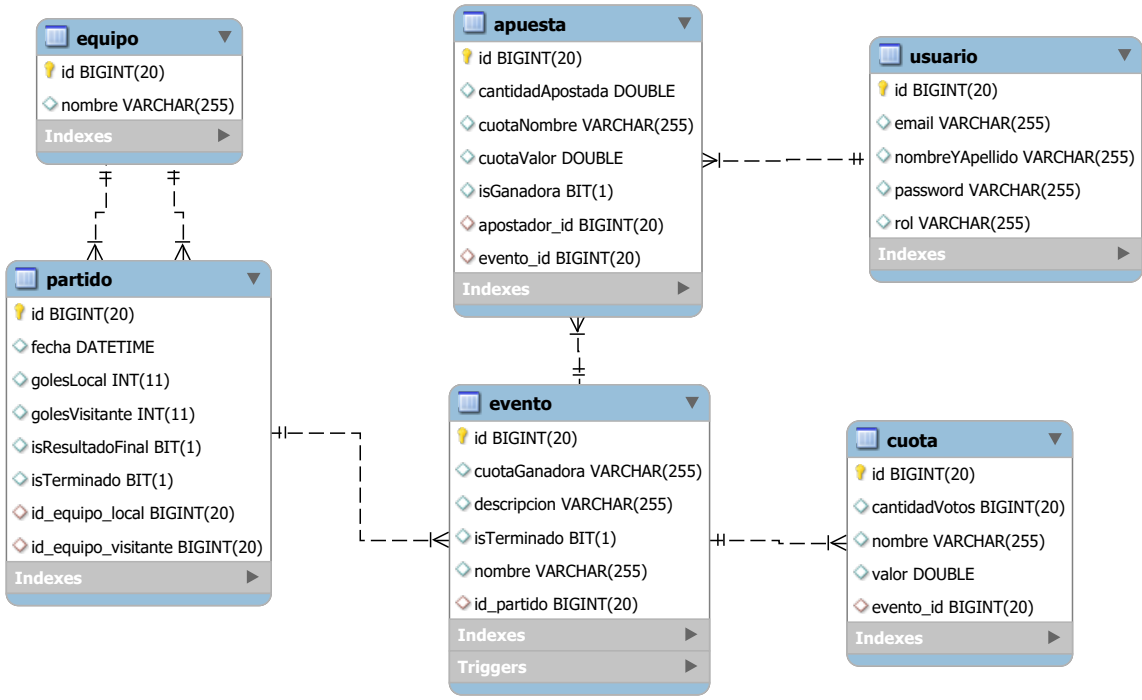 equipo
id BIGINT(20)
nombre VARCHAR(255)
Indexes
partido
id BIGINT(20)
fecha DATETIME
golesLocal INT(11)
golesVisitante INT(11)
isResultadoFinal BIT(1)
isTerminado BIT(1)
id_equipo_local BIGINT(20)
id_equipo_visitante BIGINT(20)
Indexes
apuesta
id BIGINT(20)
cantidadApostada DOUBLE
cuotaNombre VARCHAR(255)
cuotaValor DOUBLE
isGanadora BIT(1)
apostador_id BIGINT(20)
evento_id BIGINT(20)
Indexes
usuario
id BIGINT(20)
email VARCHAR(255)
nombreYApellido VARCHAR(255)
password VARCHAR(255)
rol VARCHAR(255)
Indexes
evento
id BIGINT(20)
cuotaGanadora VARCHAR(255)
descripcion VARCHAR(255)
isTerminado BIT(1)
nombre VARCHAR(255)
id_partido BIGINT(20)
Indexes
Triggers
cuota
id BIGINT(20)
cantidadVotos BIGINT(20)
nombre VARCHAR(255)
valor DOUBLE
evento_id BIGINT(20)
Indexes